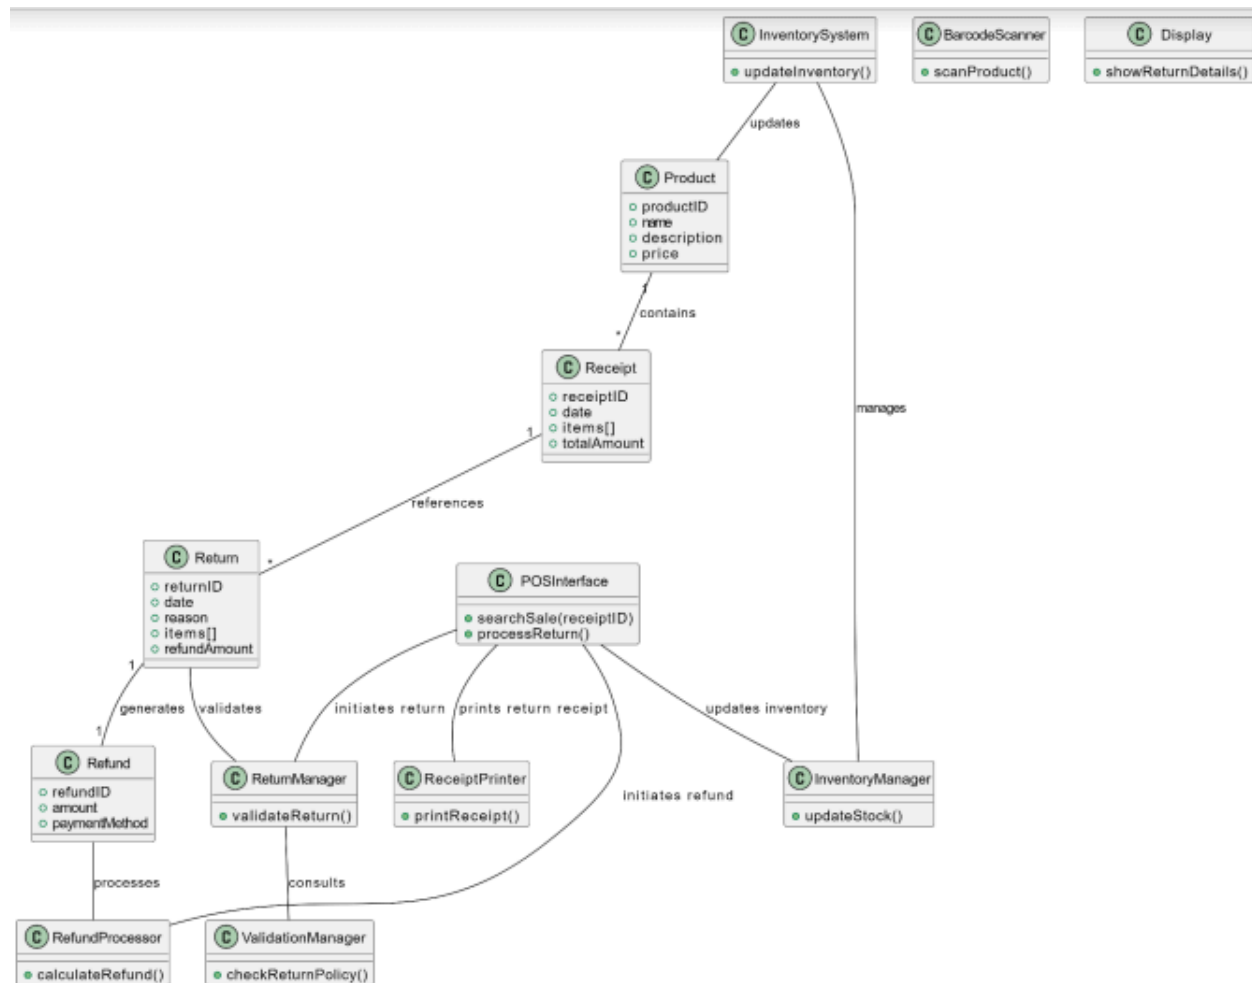 C InventorySystem
updateInventory()
C BarcodeScanner
scanProduct()
C Display
showReturnDetails()
updates
C Product
productID
name
description
price
1
contains
*
C Receipt
receiptID
date
items[]
totalAmount
manages
1
references
*
C Return
returnID
date
reason
items[]
refundAmount
C POSInterface
searchSale(receiptID)
processReturn()
1
generates
validates
initiates return
prints return receipt
updates inventory
1
C Refund
refundID
amount
paymentMethod
C ReturnManager
validateReturn()
C ReceiptPrinter
printReceipt()
initiates refund
C InventoryManager
updateStock()
processes
consults
C RefundProcessor
calculateRefund()
C ValidationManager
checkReturnPolicy()